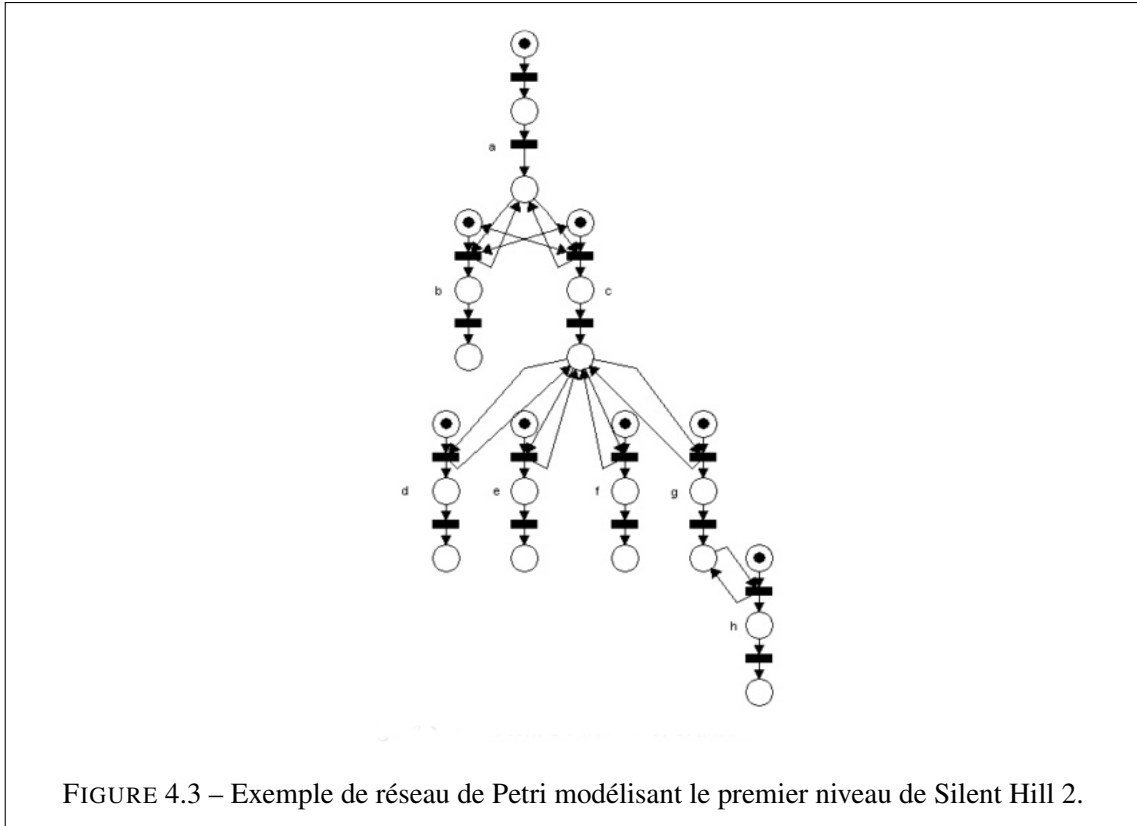 a
b
c
d
e
f
g
h
FIGURE 4.3 – Exemple de réseau de Petri modélisant le premier niveau de Silent Hill 2.